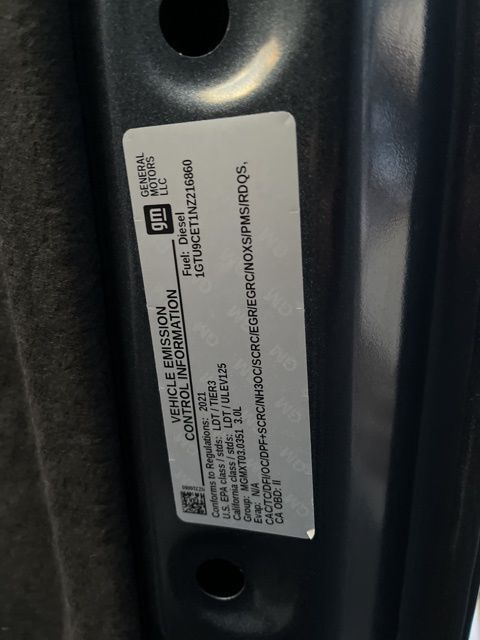 gm
GENERAL
MOTORS
LLC
VEHICLE EMISSION
CONTROL INFORMATION
Fuel: Diesel
1GTU9CET1NZ216860
Conforms to Regulations: 2021
U.S. EPA class / stds: LDT / TIER3
California class / stds: LDT / ULEV125
Group: MGMXT03.0351 3.0L
Evap: N/A
CAC/TC/DFI/OC/DPF+SCRC/NH3OC/SCRC/EGR/EGRC/NOXS/PMS/RDQS,
CA OBD: II